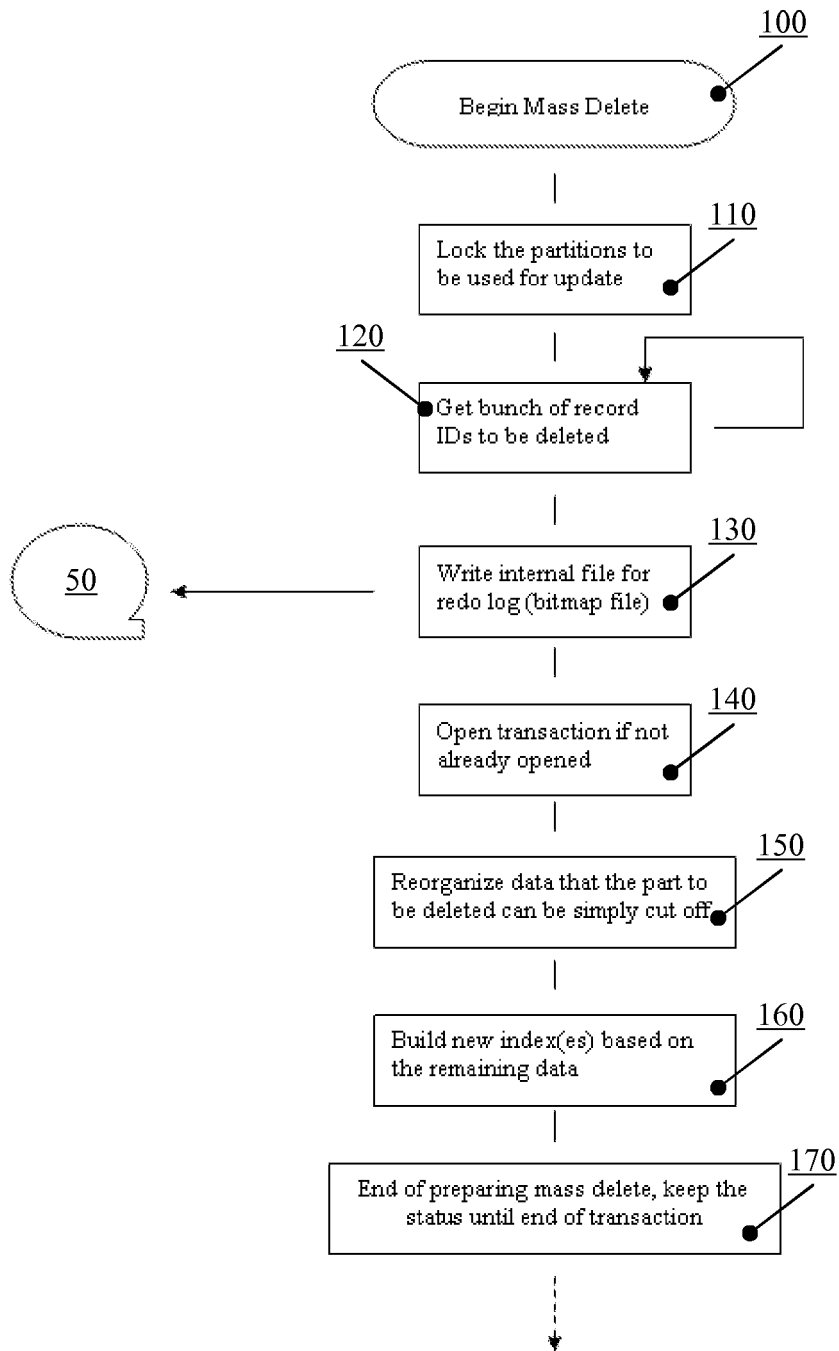 100
Begin Mass Delete
110
Lock the partitions to
be used for update
120
Get bunch of record
IDs to be deleted
130
Write internal file for
redo log (bitmap file)
50
140
Open transaction if not
already opened
150
Reorganize data that the part to
be deleted can be simply cut off
160
Build new index(es) based on
the remaining data
170
End of preparing mass delete, keep the
status until end of transaction